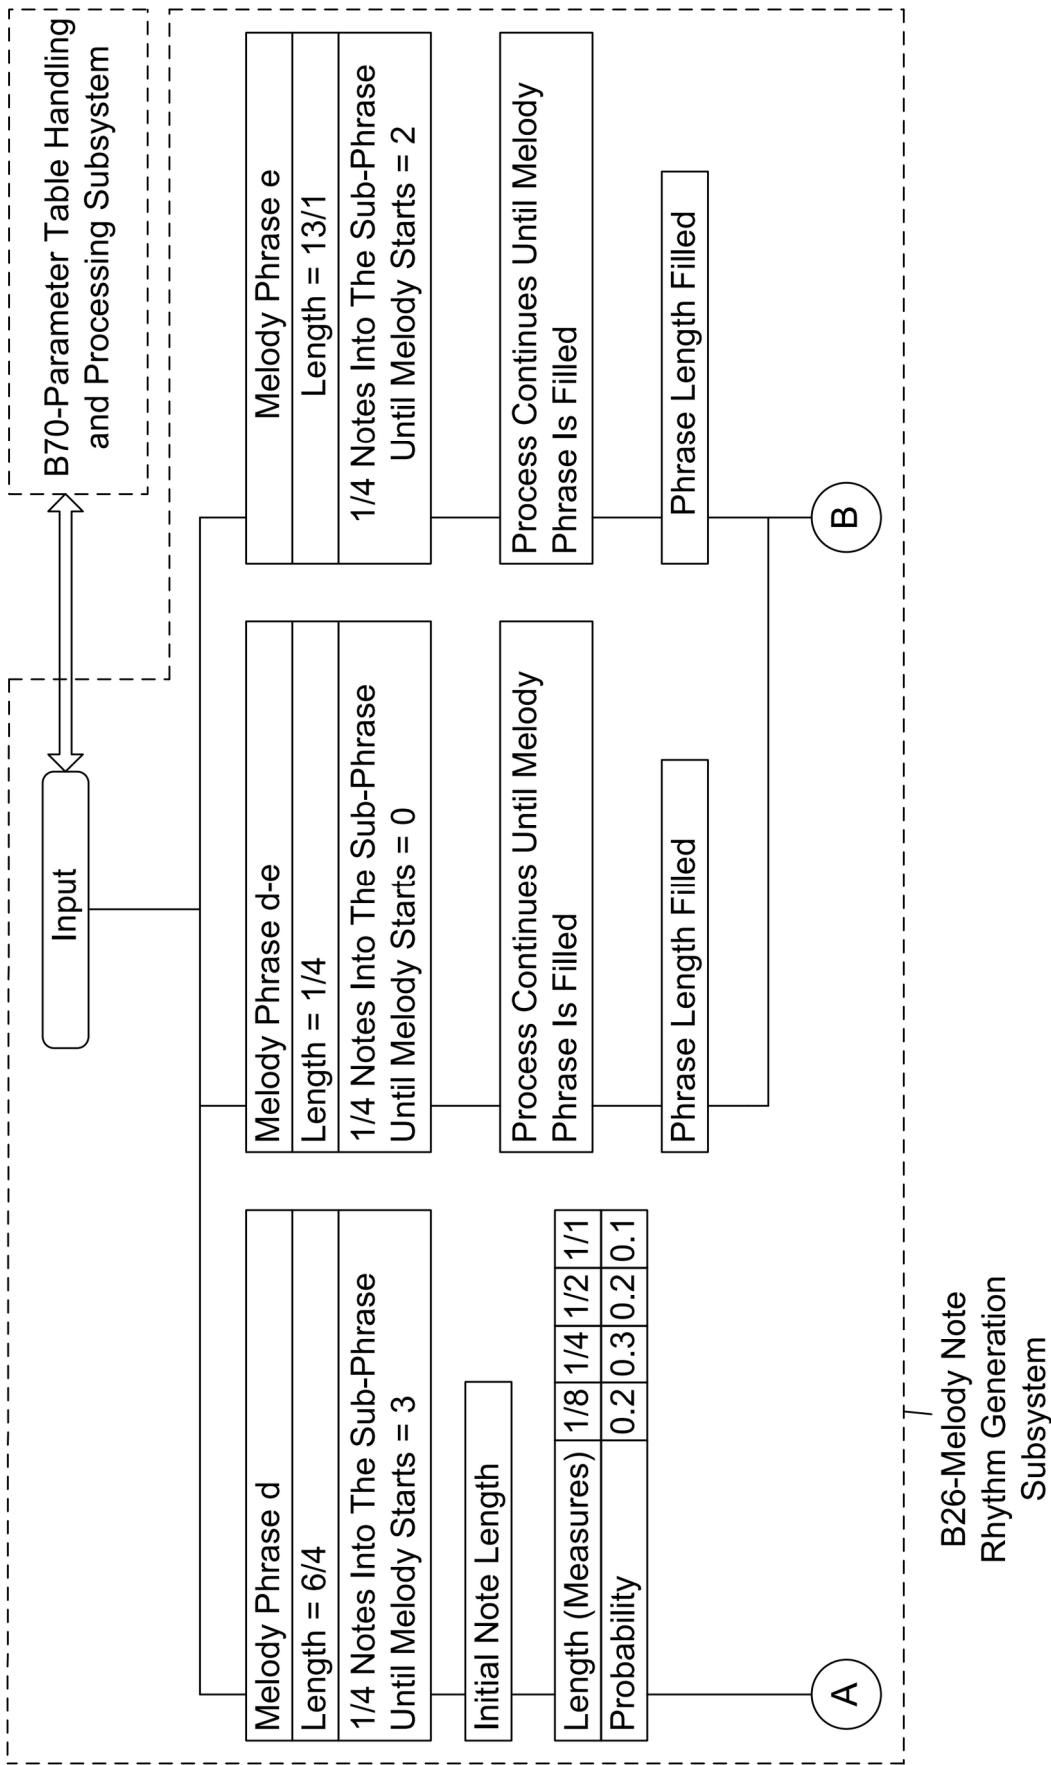 B70-Parameter Table Handling
and Processing Subsystem
Input
Melody Phrase d
Length = 6/4
1/4 Notes Into The Sub-Phrase
Until Melody Starts = 3
Initial Note Length
Length (Measures) 1/8 1/4 1/2 1/1
Probability 0.2 0.3 0.2 0.1
A
Melody Phrase d-e
Length = 1/4
1/4 Notes Into The Sub-Phrase
Until Melody Starts = 0
Process Continues Until Melody
Phrase Is Filled
Phrase Length Filled
Melody Phrase e
Length = 13/1
1/4 Notes Into The Sub-Phrase
Until Melody Starts = 2
Process Continues Until Melody
Phrase Is Filled
Phrase Length Filled
B
B26-Melody Note
Rhythm Generation
Subsystem